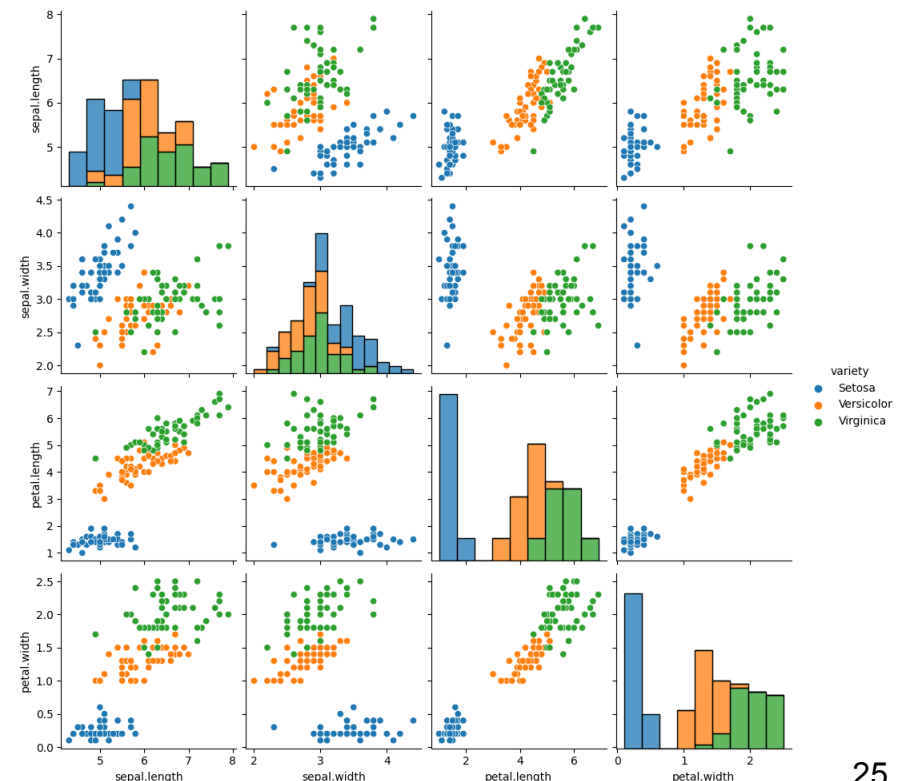 8
7
6
5
sepal.length
4.5
4.0
3.5
3.0
2.5
2.0
sepal.width
variety
Setosa
Versicolor
Virginica
7
6
5
4
3
2
1
petal.length
2.5
2.0
1.5
1.0
0.5
0.0
petal.width
5 6 7 8 2 3 4 2 4 6 0 1 2
sepal.length sepal.width petal.length petal.width
25